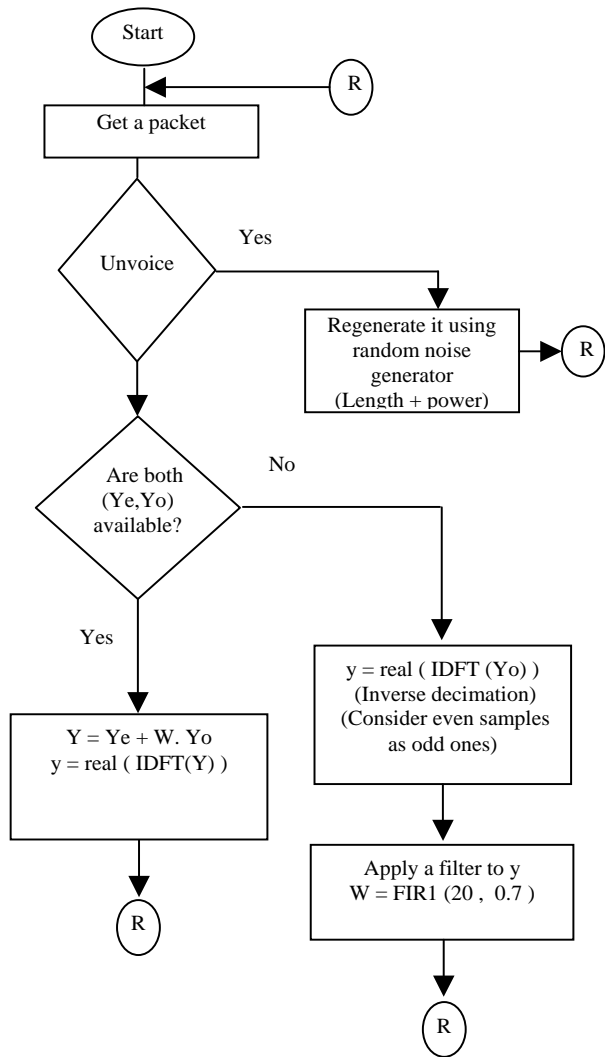 Start
R
Get a packet
Yes
Unvoice
Regenerate it using
random noise
generator
(Length + power)
R
No
Are both
(Ye,Yo)
available?
Yes
y = real ( IDFT (Yo) )
(Inverse decimation)
(Consider even samples
as odd ones)
Y = Ye + W. Yo
y = real ( IDFT(Y) )
Apply a filter to y
W = FIR1 (20 , 0.7 )
R
R